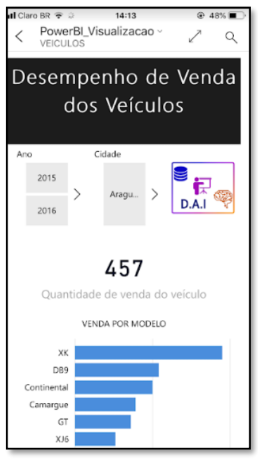 Claro BR 14:13 48%
PowerBI_Visualizacao
VEICULOS
Desempenho de Venda
dos Veículos
Ano Cidade
2015
2016
Aragu...
D.A.I
457
Quantidade de venda do veículo
VENDA POR MODELO
XK
DB9
Continental
Camargue
GT
XJ6